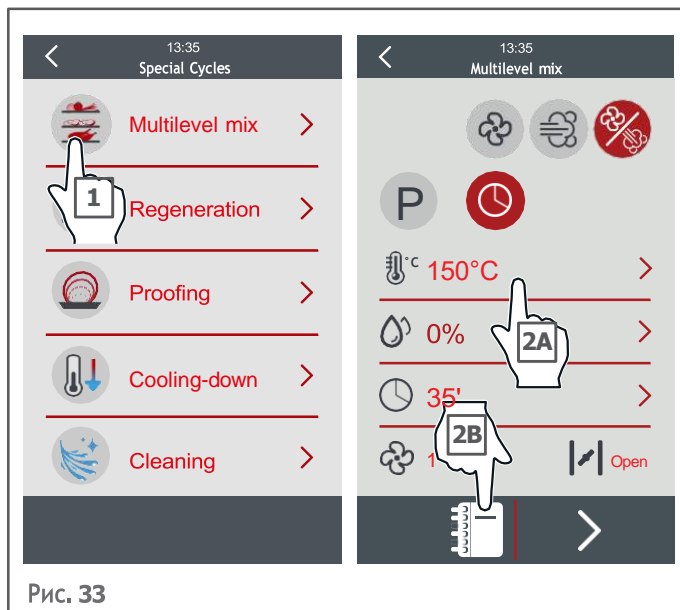 13:35
Special Cycles
Multilevel mix
1
Regeneration
Proofing
Cooling-down
Cleaning
13:35
Multilevel mix
P
°C 150°C
2A
0%
35'
2B
1
Open
Рис. 33